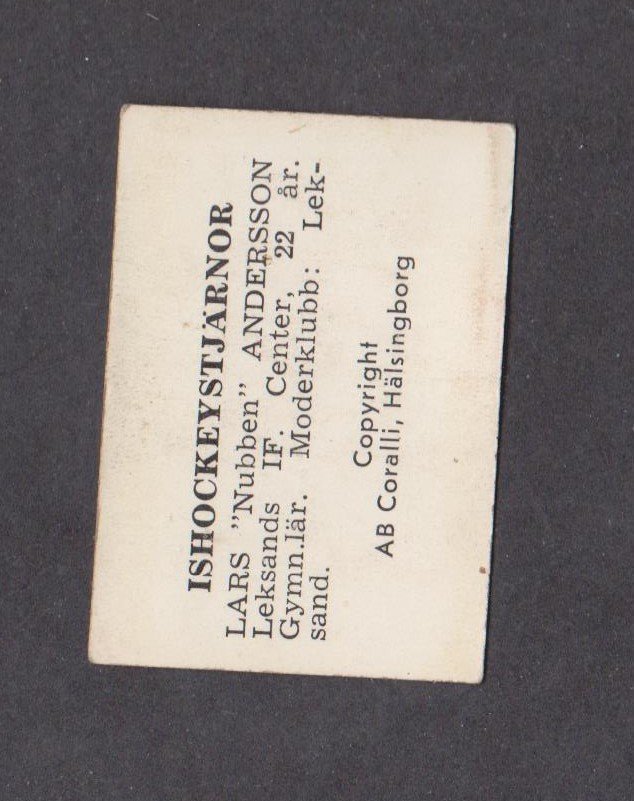 ISHOCKEYSTJÄRNOR
LARS ”Nubben” ANDERSSON
Leksands IF. Center, 22 år.
Gymn.lär. Moderklubb: Lek-
sand.
Copyright
AB Coralli, Hälsingborg